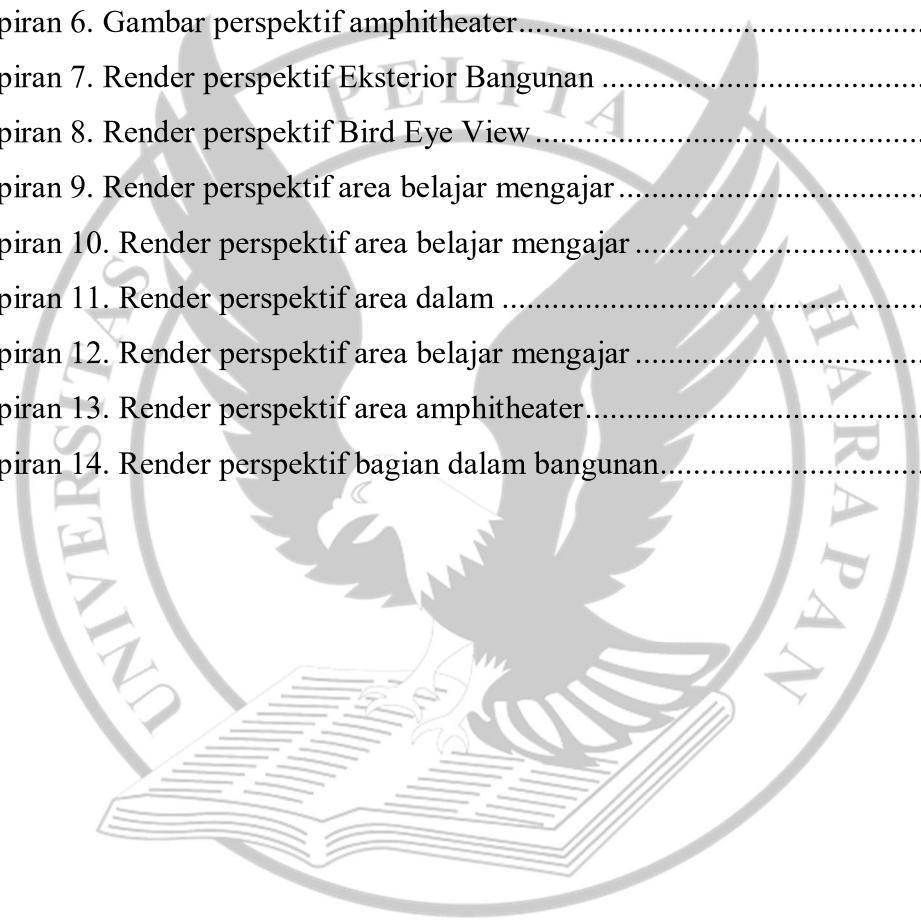 piran 6. Gambar perspektif amphitheater......................................................
piran 7. Render perspektif Eksterior Bangunan ............................................
piran 8. Render perspektif Bird Eye View....................................................
piran 9. Render perspektif area belajar mengajar..........................................
piran 10. Render perspektif area belajar mengajar ........................................
piran 11. Render perspektif area dalam ........................................................
piran 12. Render perspektif area belajar mengajar ........................................
piran 13. Render perspektif area amphitheater..............................................
piran 14. Render perspektif bagian dalam bangunan.....................................
UNIVERSITAS PELITA HARAPAN